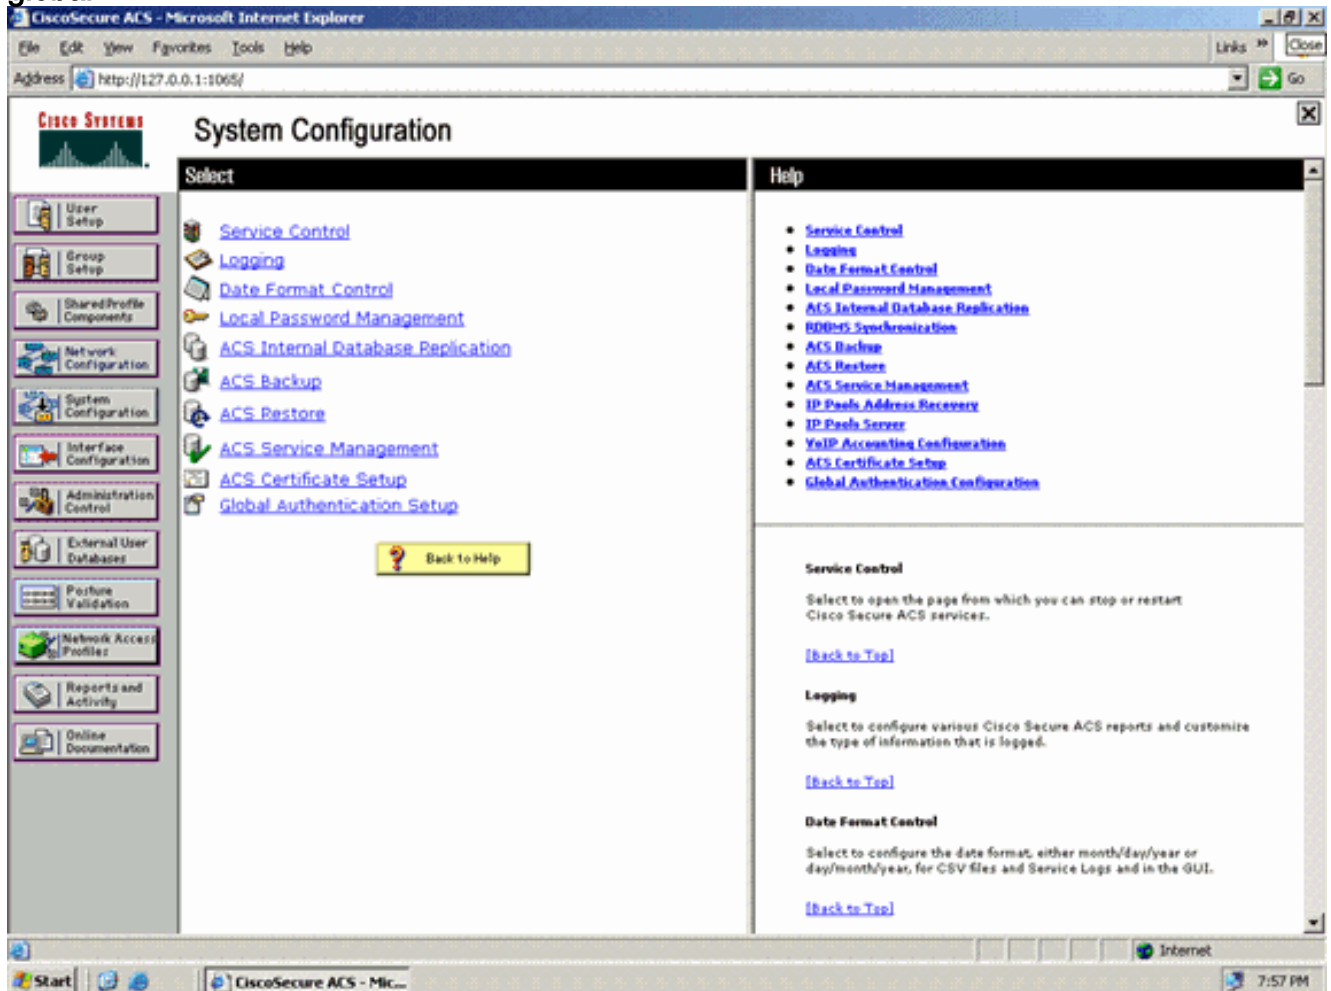 global
CiscoSecure ACS - Microsoft Internet Explorer
File Edit View Favorites Tools Help
Links »
Close
Address http://127.0.0.1:1065/
Go
CISCO SYSTEMS
System Configuration
Select
User
Setup
Group
Setup
Shared Profile
Components
Network
Configuration
System
Configuration
Interface
Configuration
Administration
Control
External User
Databases
Posture
Validation
Network Access
Profiles
Reports and
Activity
Online
Documentation
Service Control
Logging
Date Format Control
Local Password Management
ACS Internal Database Replication
ACS Backup
ACS Restore
ACS Service Management
ACS Certificate Setup
Global Authentication Setup
Back to Help
Help
Service Control
Logging
Date Format Control
Local Password Management
ACS Internal Database Replication
RDBMS Synchronization
ACS Backup
ACS Restore
ACS Service Management
IP Pools Address Recovery
IP Pools Server
VoIP Accounting Configuration
ACS Certificate Setup
Global Authentication Configuration
Service Control
Select to open the page from which you can stop or restart
Cisco Secure ACS services.
[Back to Top]
Logging
Select to configure various Cisco Secure ACS reports and customize
the type of information that is logged.
[Back to Top]
Date Format Control
Select to configure the date format, either month/day/year or
day/month/year, for CSV files and Service Logs and in the GUI.
[Back to Top]
Internet
Start
CiscoSecure ACS - Mic...
7:57 PM